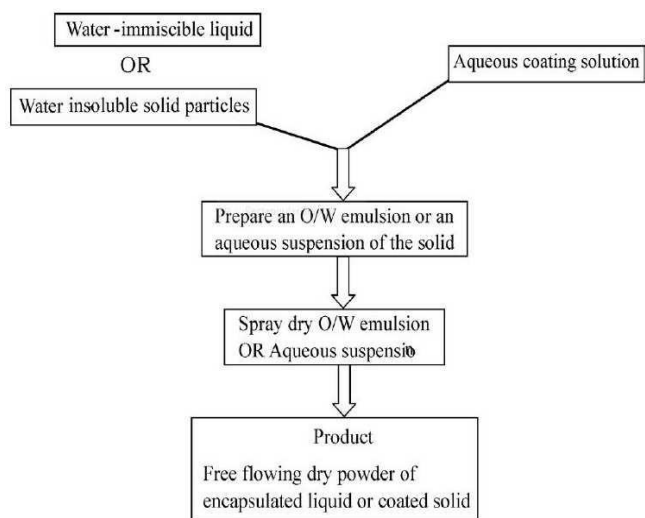 Water -immiscible liquid
OR
Water insoluble solid particles
Aqueous coating solution
Prepare an O/W emulsion or an
aqueous suspension of the solid
Spray dry O/W emulsion
OR Aqueous suspension
Product
Free flowing dry powder of
encapsulated liquid or coated solid